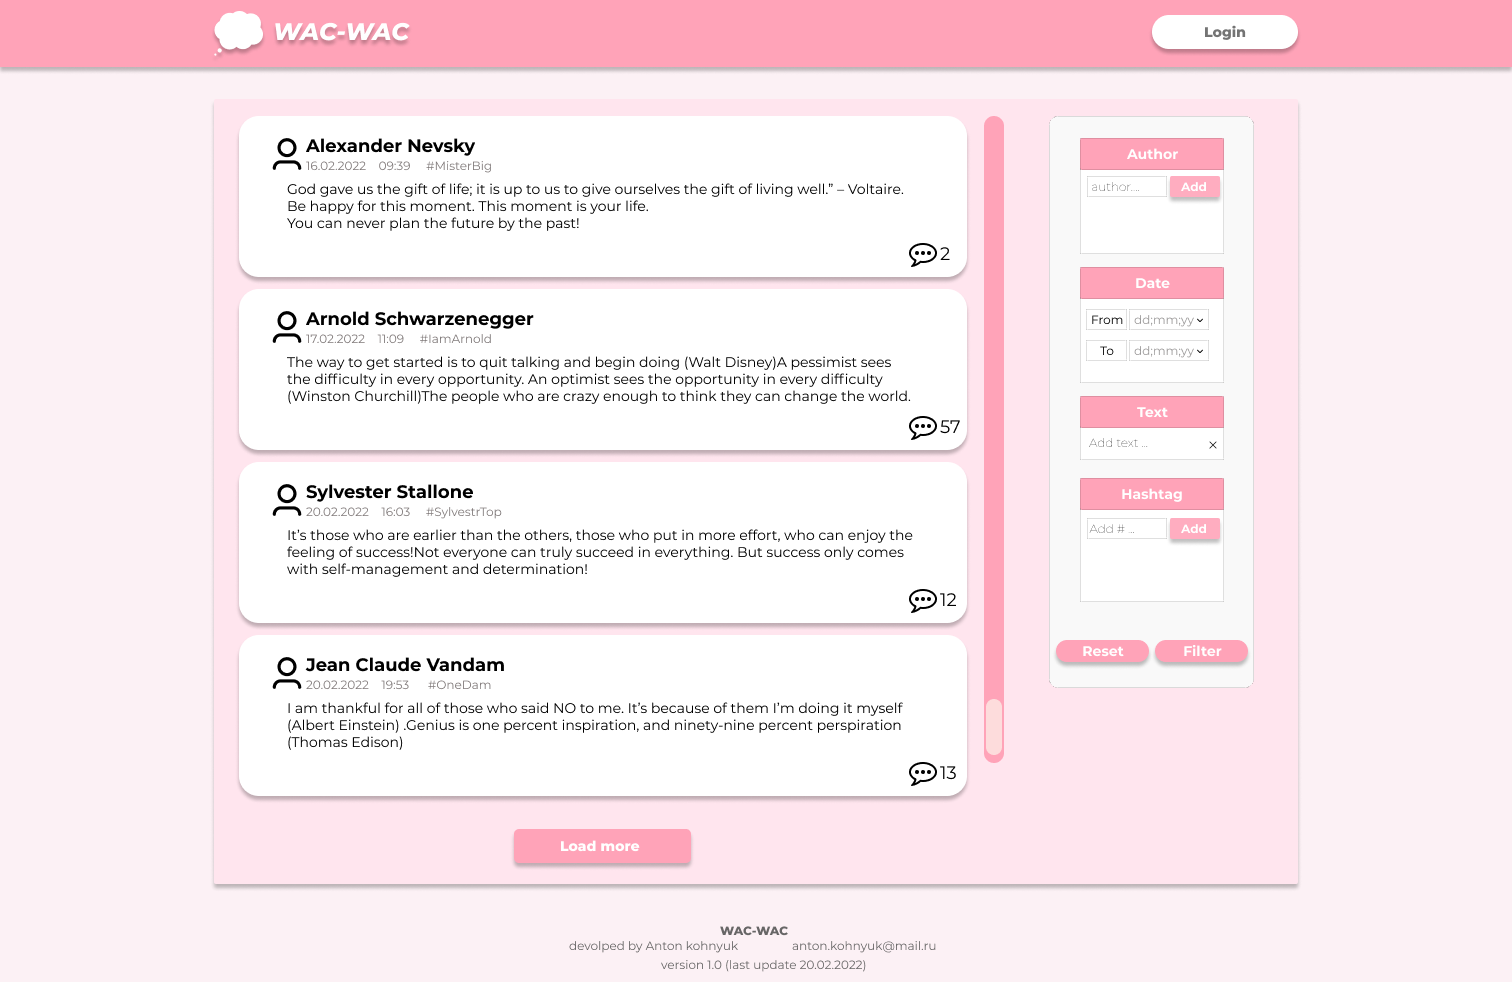 WAC-WAC
Login
Alexander Nevsky
16.02.2022 09:39 #MisterBig
God gave us the gift of life; it is up to us to give ourselves the gift of living well.” – Voltaire.
Be happy for this moment. This moment is your life.
You can never plan the future by the past!
2
Arnold Schwarzenegger
17.02.2022 11:09 #IamArnold
The way to get started is to quit talking and begin doing (Walt Disney)A pessimist sees
the difficulty in every opportunity. An optimist sees the opportunity in every difficulty
(Winston Churchill)The people who are crazy enough to think they can change the world.
57
Sylvester Stallone
20.02.2022 16:03 #SylvestrTop
It’s those who are earlier than the others, those who put in more effort, who can enjoy the
feeling of success!Not everyone can truly succeed in everything. But success only comes
with self-management and determination!
12
Jean Claude Vandam
20.02.2022 19:53 #OneDam
I am thankful for all of those who said NO to me. It’s because of them I’m doing it myself
(Albert Einstein) .Genius is one percent inspiration, and ninety-nine percent perspiration
(Thomas Edison)
13
Load more
Author
author... Add
Date
From dd;mm;yy
To dd;mm;yy
Text
Add text ...
Hashtag
Add # ... Add
Reset Filter
WAC-WAC
devolped by Anton kohnyuk anton.kohnyuk@mail.ru
version 1.0 (last update 20.02.2022)